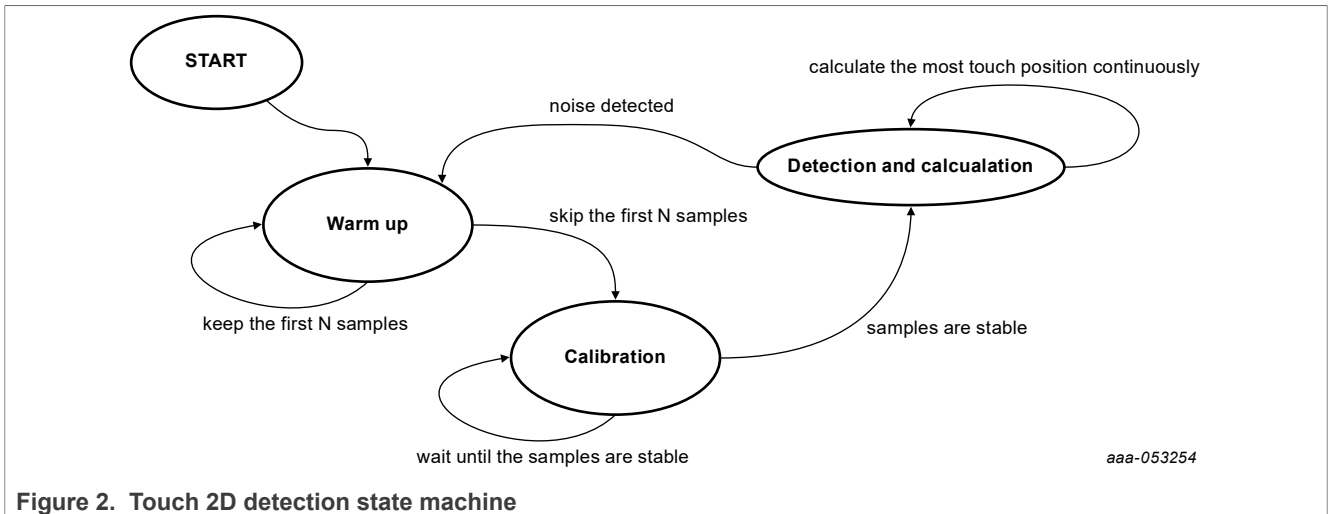 START
calculate the most touch position continuously
noise detected
Detection and calcualation
Warm up
skip the first N samples
keep the first N samples
samples are stable
Calibration
wait until the samples are stable
aaa-053254
Figure 2. Touch 2D detection state machine